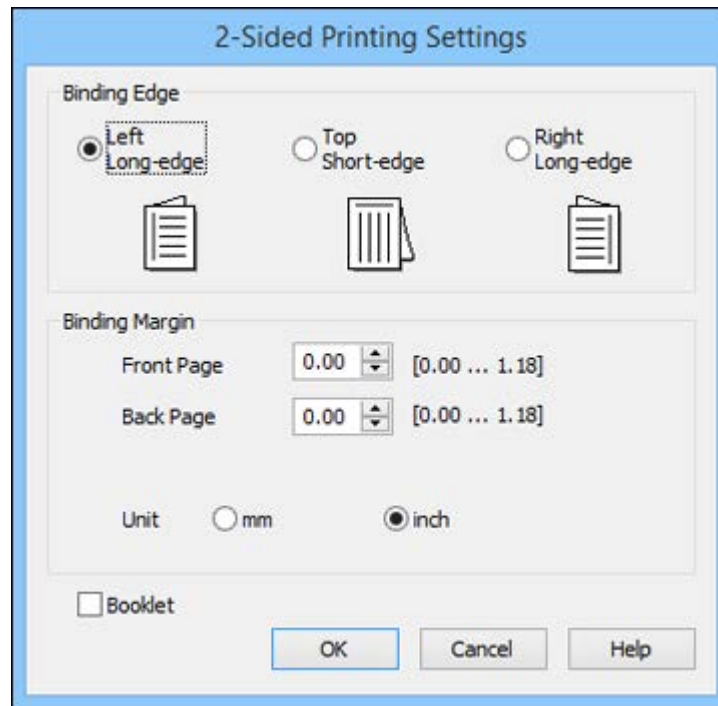 2-Sided Printing Settings
Binding Edge
Left
Long-edge
Top
Short-edge
Right
Long-edge
Binding Margin
Front Page 0.00 [0.00 ... 1.18]
Back Page 0.00 [0.00 ... 1.18]
Unit mm inch
Booklet
OK Cancel Help